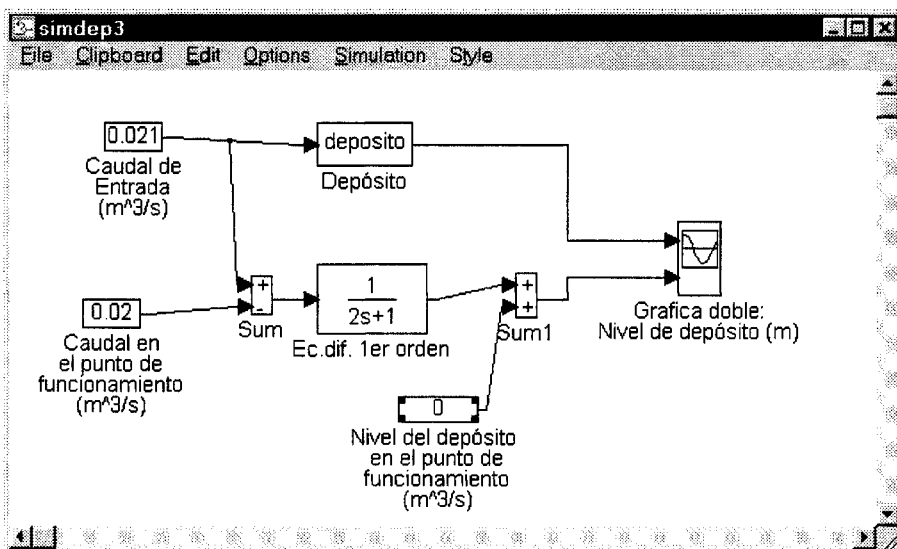 simdep3
File Clipboard Edit Options Simulation Style
0.021
Caudal de
Entrada
(m^3/s)
deposito
Depósito
0.02
Caudal en
el punto de
funcionamiento
(m^3/s)
+
-
Sum
1
2s+1
Ec.dif. 1er orden
+
+
Sum1
Grafica doble:
Nivel de depósito (m)
0
Nivel del depósito
en el punto de
funcionamiento
(m^3/s)